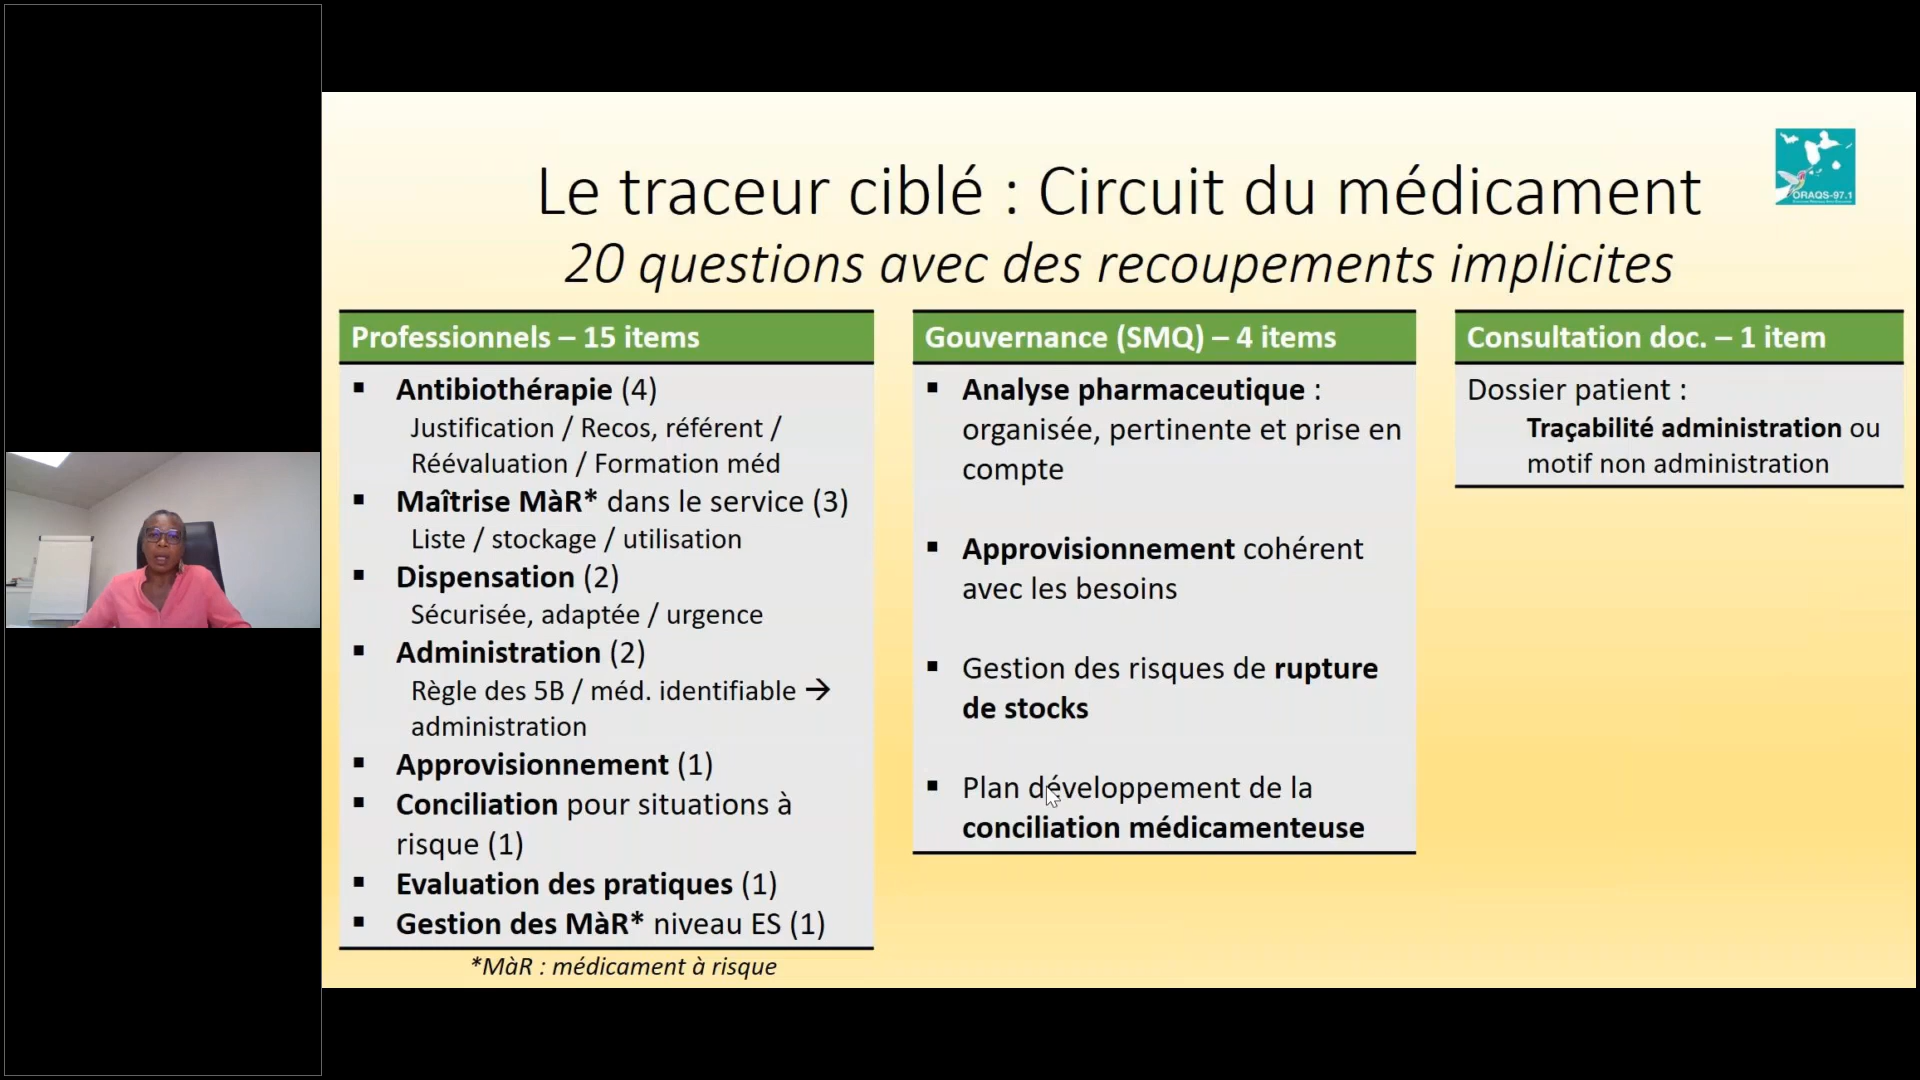 Le traceur ciblé : Circuit du médicament
20 questions avec des recoupements implicites
ORAQS-97.1
Professionnels – 15 items
▪ Antibiothérapie (4)
Justification / Recos, référent /
Réévaluation / Formation méd
▪ Maîtrise MàR* dans le service (3)
Liste / stockage / utilisation
▪ Dispensation (2)
Sécurisée, adaptée / urgence
▪ Administration (2)
Règle des 5B / méd. identifiable →
administration
▪ Approvisionnement (1)
▪ Conciliation pour situations à
risque (1)
▪ Evaluation des pratiques (1)
▪ Gestion des MàR* niveau ES (1)
*MàR : médicament à risque
Gouvernance (SMQ) – 4 items
▪ Analyse pharmaceutique :
organisée, pertinente et prise en
compte
▪ Approvisionnement cohérent
avec les besoins
▪ Gestion des risques de rupture
de stocks
▪ Plan développement de la
conciliation médicamenteuse
Consultation doc. – 1 item
Dossier patient :
Traçabilité administration ou
motif non administration